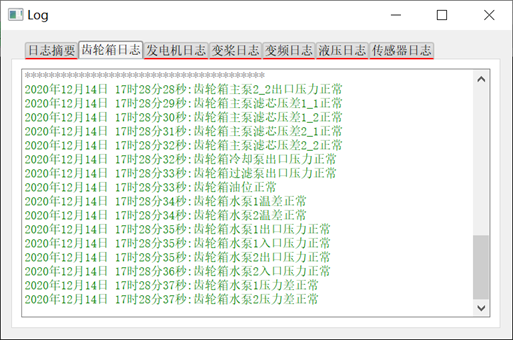 Log
日志摘要 齿轮箱日志 发电机日志 变桨日志 变频日志 液压日志 传感器日志
****************************************
2020年12月14日 17时28分28秒:齿轮箱主泵2_2出口压力正常
2020年12月14日 17时28分29秒:齿轮箱主泵滤芯压差1_1正常
2020年12月14日 17时28分30秒:齿轮箱主泵滤芯压差1_2正常
2020年12月14日 17时28分31秒:齿轮箱主泵滤芯压差2_1正常
2020年12月14日 17时28分32秒:齿轮箱主泵滤芯压差2_2正常
2020年12月14日 17时28分32秒:齿轮箱冷却泵出口压力正常
2020年12月14日 17时28分33秒:齿轮箱过滤泵出口压力正常
2020年12月14日 17时28分33秒:齿轮箱油位正常
2020年12月14日 17时28分34秒:齿轮箱水泵1温差正常
2020年12月14日 17时28分34秒:齿轮箱水泵2温差正常
2020年12月14日 17时28分35秒:齿轮箱水泵1出口压力正常
2020年12月14日 17时28分35秒:齿轮箱水泵1入口压力正常
2020年12月14日 17时28分35秒:齿轮箱水泵2出口压力正常
2020年12月14日 17时28分36秒:齿轮箱水泵2入口压力正常
2020年12月14日 17时28分37秒:齿轮箱水泵1压力差正常
2020年12月14日 17时28分37秒:齿轮箱水泵2压力差正常